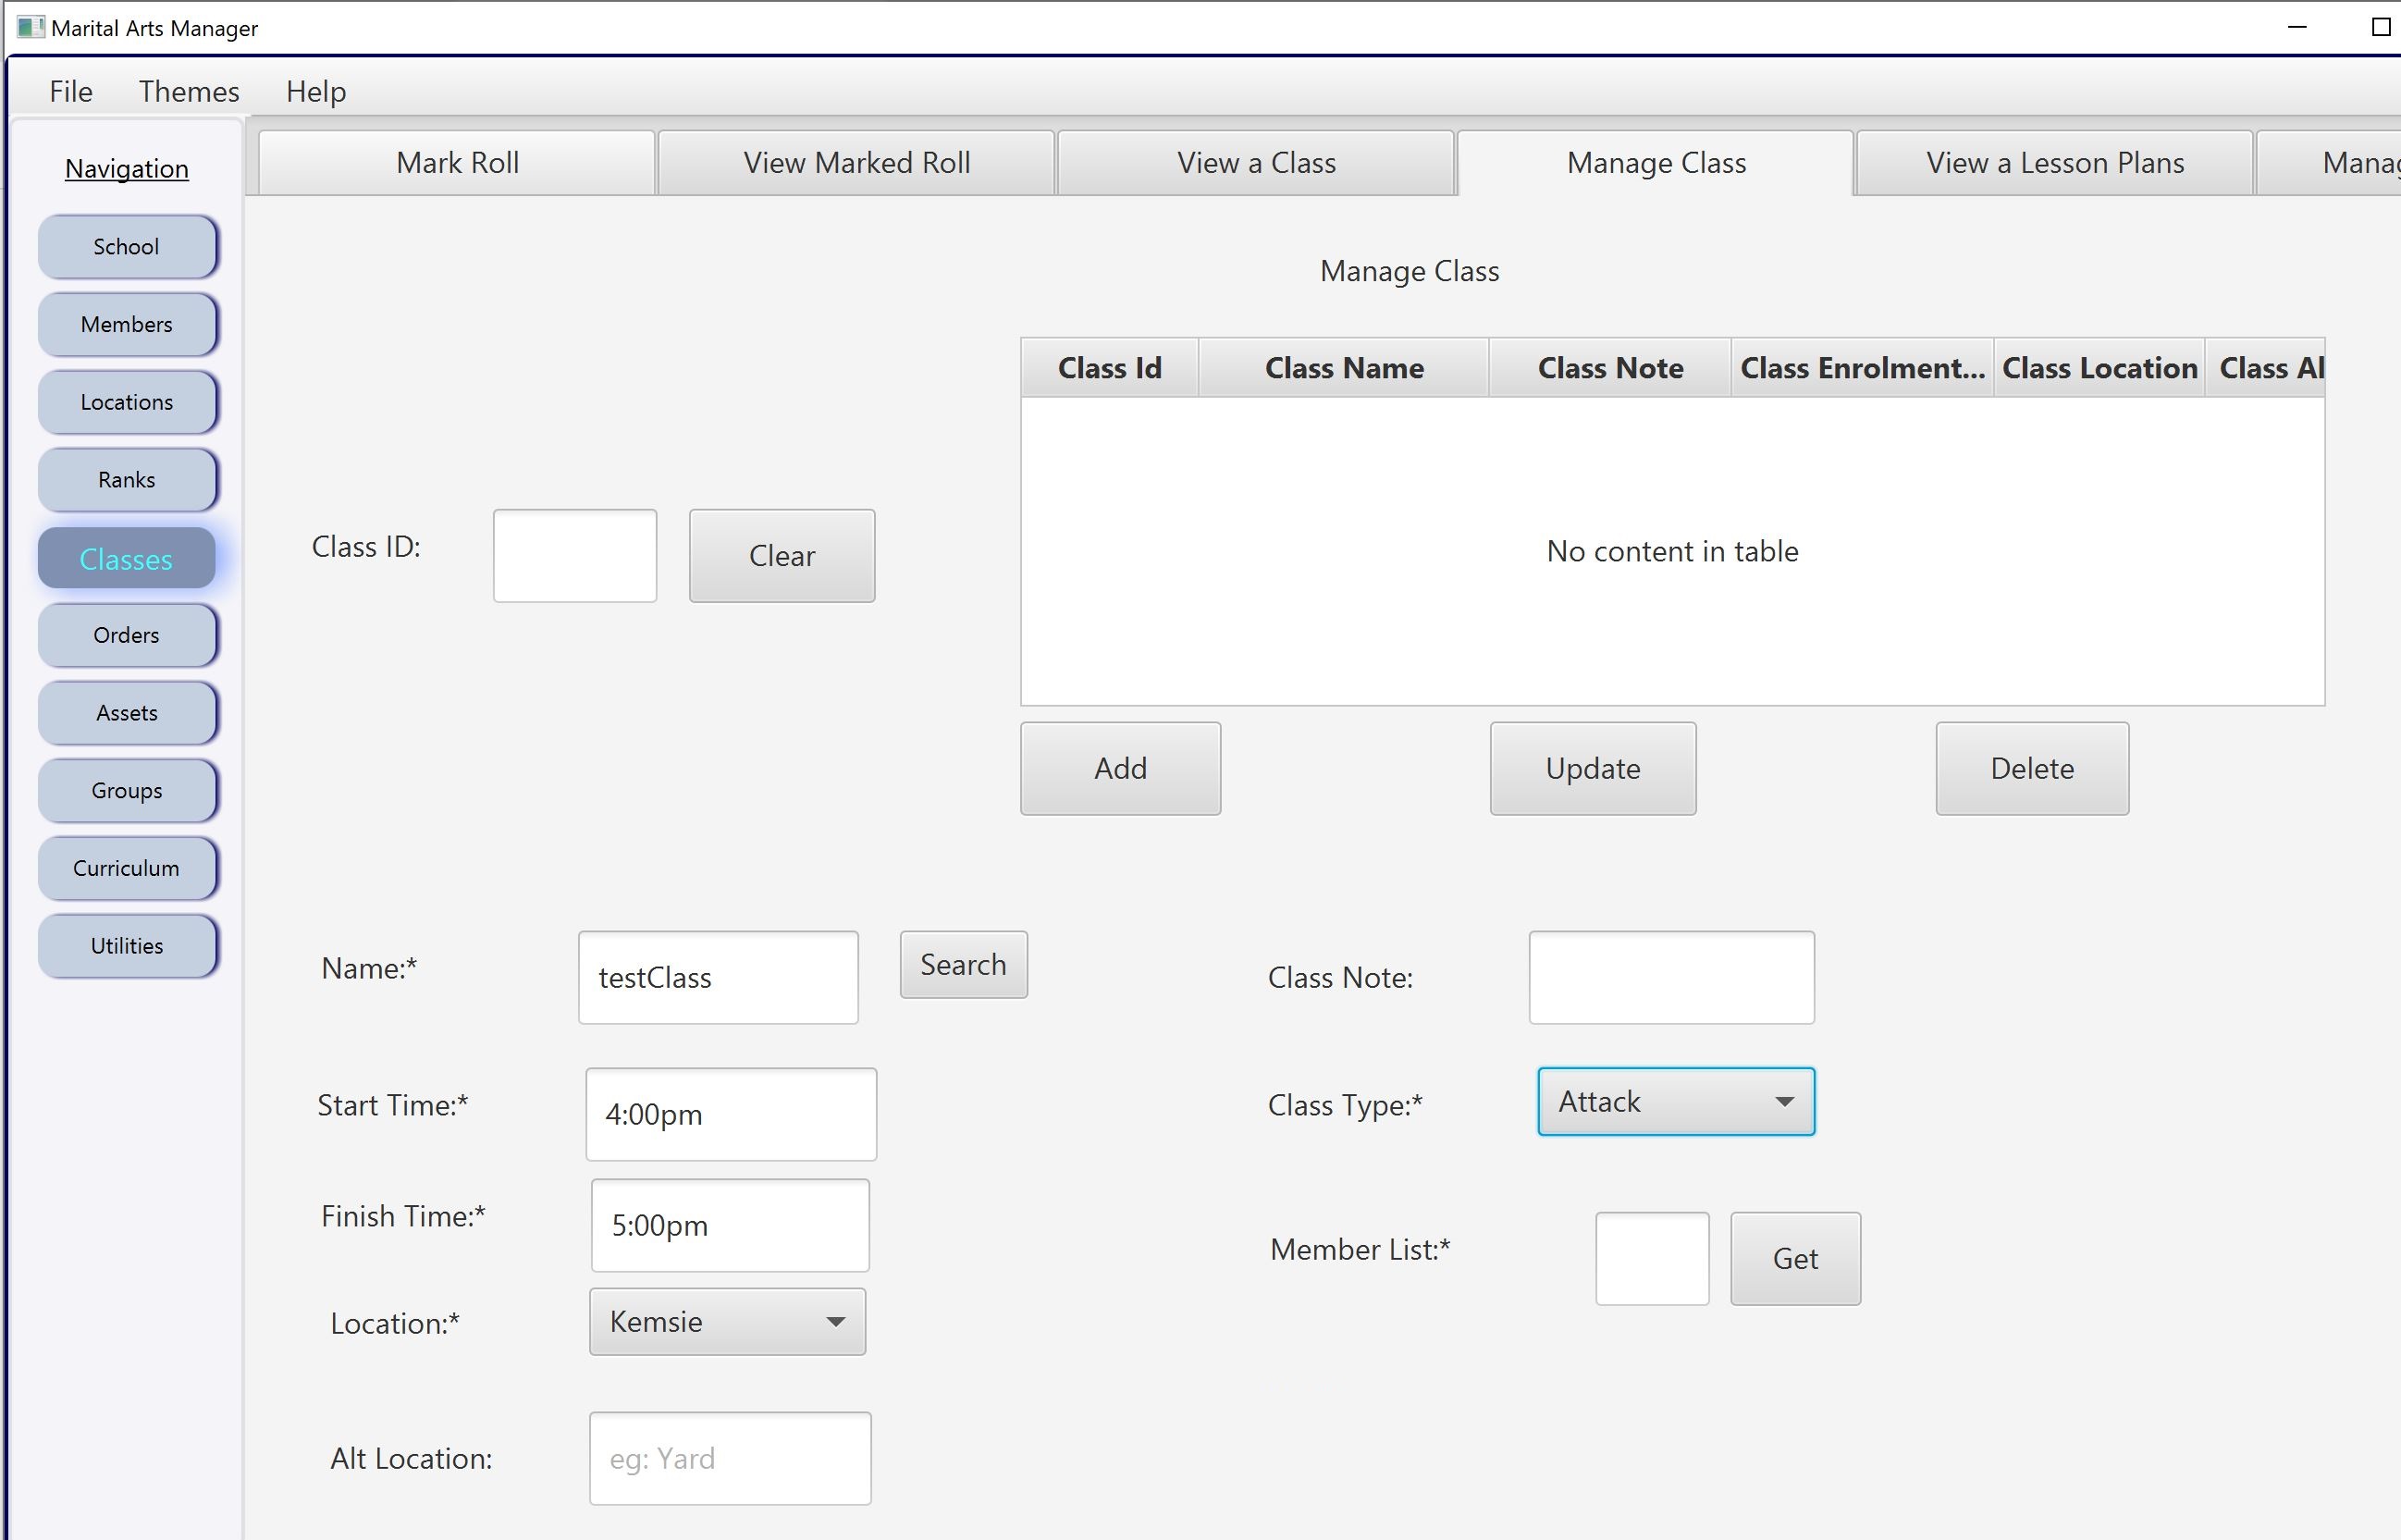 Marital Arts Manager
File Themes Help
Navigation
School
Members
Locations
Ranks
Classes
Orders
Assets
Groups
Curriculum
Utilities
Mark Roll View Marked Roll View a Class Manage Class View a Lesson Plans Manag
Manage Class
Class Id Class Name Class Note Class Enrolment... Class Location Class Al
No content in table
Class ID: Clear
Add Update Delete
Name:* testClass Search Class Note:
Start Time:* 4:00pm Class Type:* Attack
Finish Time:* 5:00pm Member List:* Get
Location:* Kemsie
Alt Location: eg: Yard